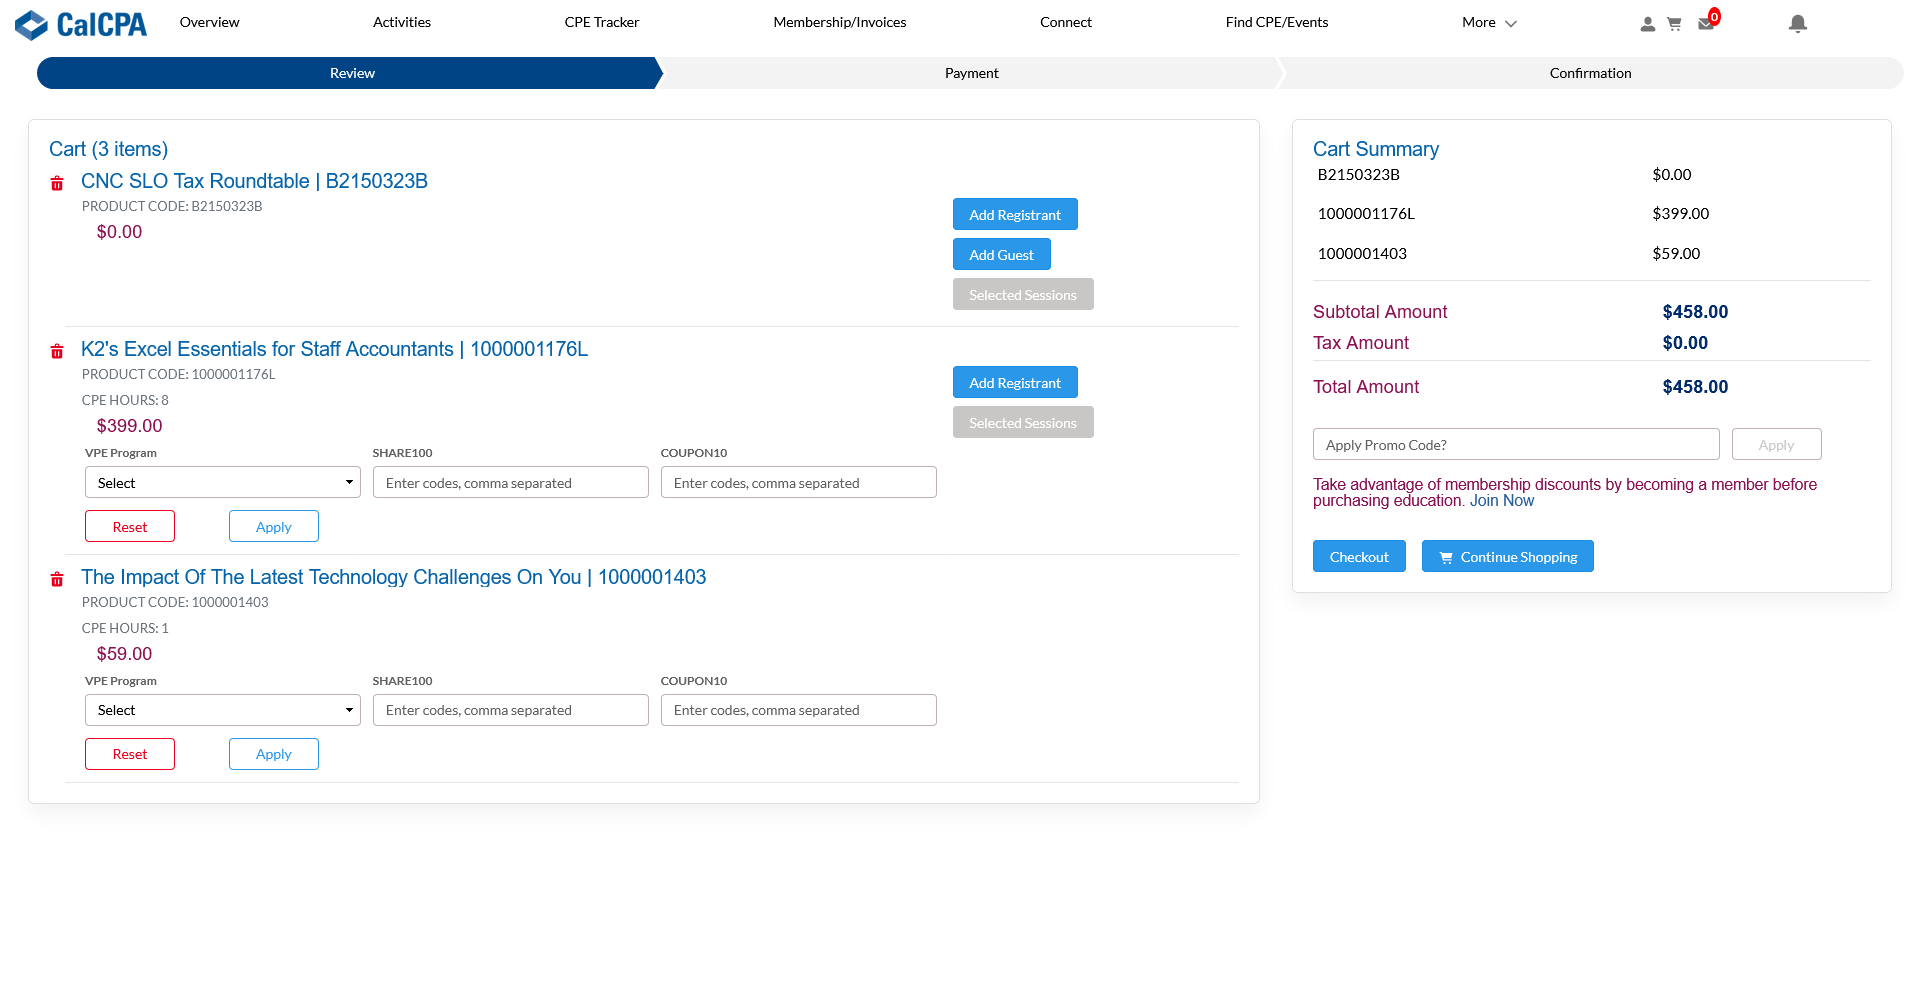 CalCPA
Overview
Activities
CPE Tracker
Membership/Invoices
Connect
Find CPE/Events
More
0
Review
Payment
Confirmation
Cart (3 items)
CNC SLO Tax Roundtable | B2150323B
PRODUCT CODE: B2150323B
$0.00
Add Registrant
Add Guest
Selected Sessions
K2's Excel Essentials for Staff Accountants | 1000001176L
PRODUCT CODE: 1000001176L
CPE HOURS: 8
$399.00
Add Registrant
Selected Sessions
VPE Program
SHARE100
COUPON10
Select
Enter codes, comma separated
Enter codes, comma separated
Reset
Apply
The Impact Of The Latest Technology Challenges On You | 1000001403
PRODUCT CODE: 1000001403
CPE HOURS: 1
$59.00
VPE Program
SHARE100
COUPON10
Select
Enter codes, comma separated
Enter codes, comma separated
Reset
Apply
Cart Summary
B2150323B $0.00
1000001176L $399.00
1000001403 $59.00
Subtotal Amount $458.00
Tax Amount $0.00
Total Amount $458.00
Apply Promo Code?
Apply
Take advantage of membership discounts by becoming a member before
purchasing education. Join Now
Checkout
Continue Shopping